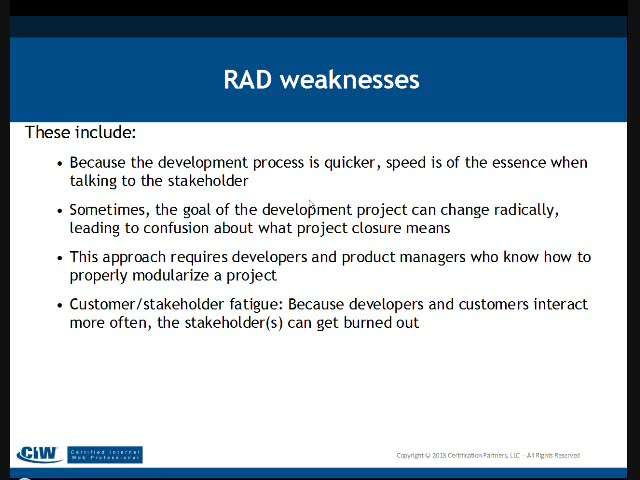 RAD weaknesses
These include:
• Because the development process is quicker, speed is of the essence when
talking to the stakeholder
• Sometimes, the goal of the development project can change radically,
leading to confusion about what project closure means
• This approach requires developers and product managers who know how to
properly modularize a project
• Customer/stakeholder fatigue: Because developers and customers interact
more often, the stakeholder(s) can get burned out
CIW Certified Internet
Web Professional
Copyright © 2013 Certification Partners, LLC – All Rights Reserved